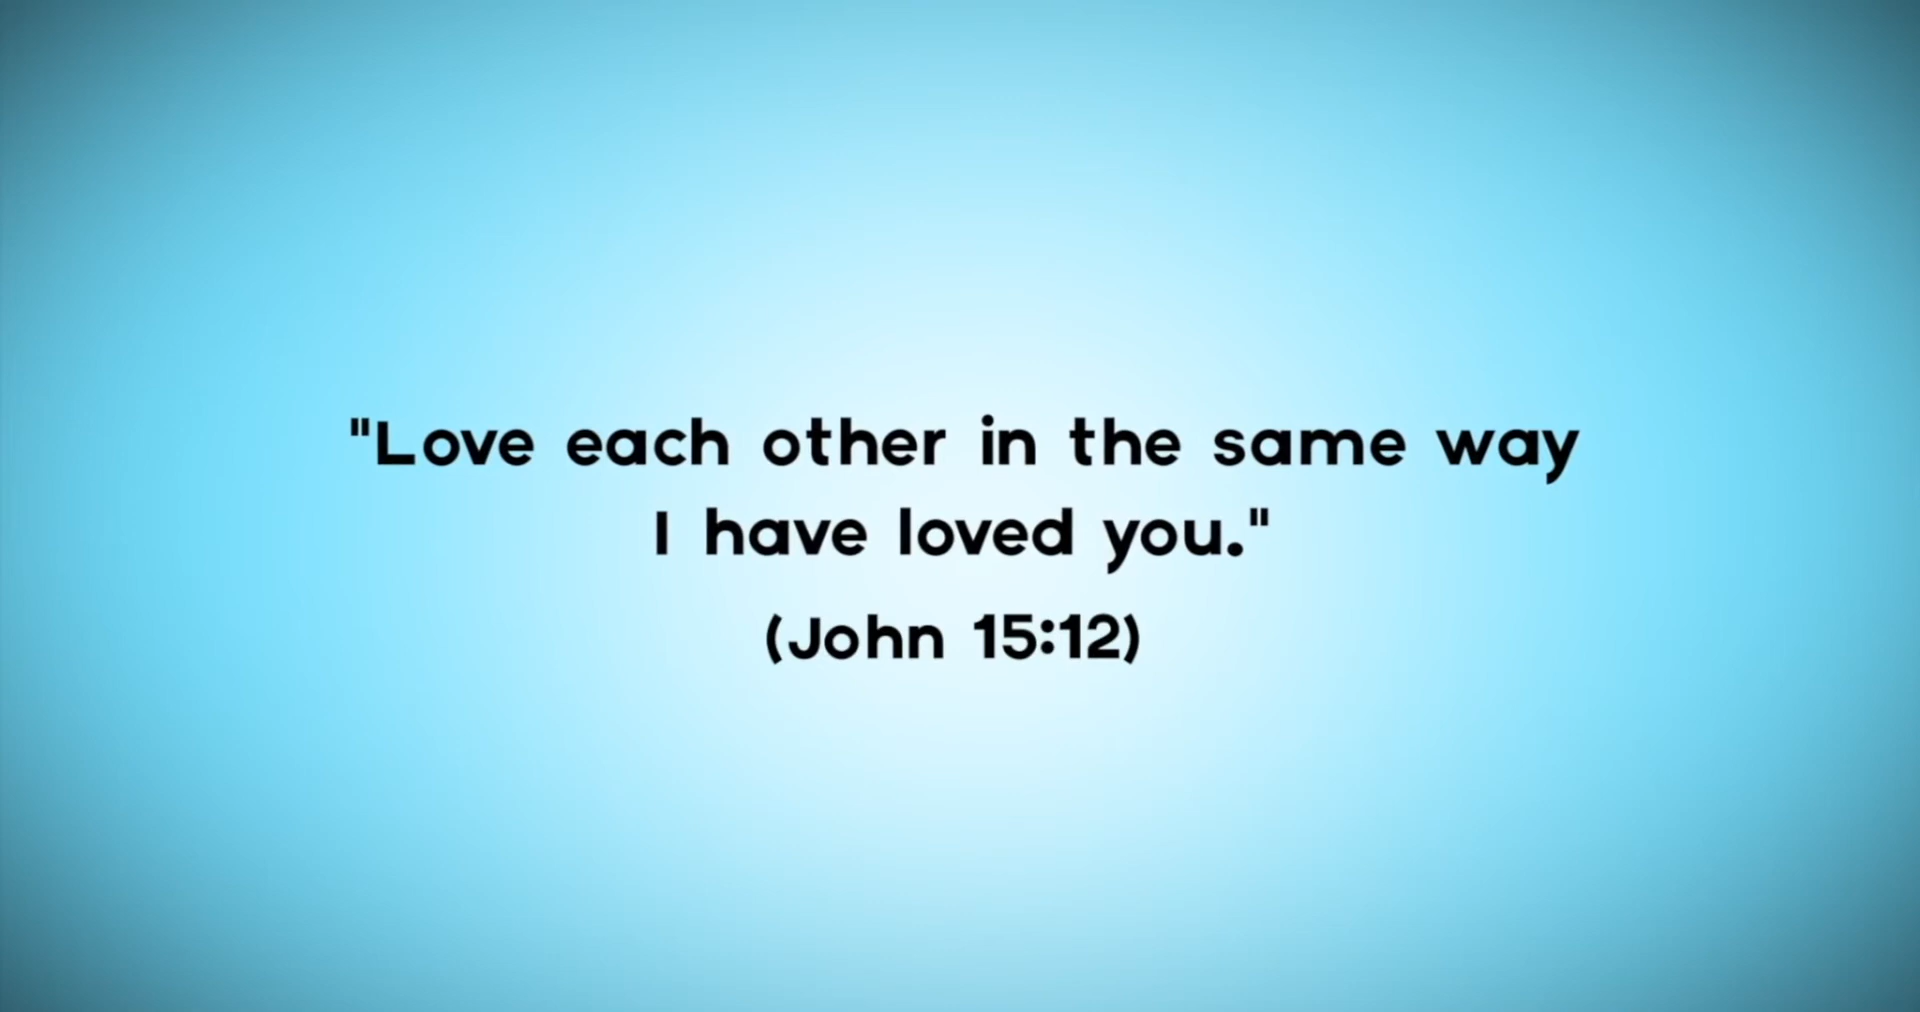 "Love each other in the same way
I have loved you."
(John 15:12)